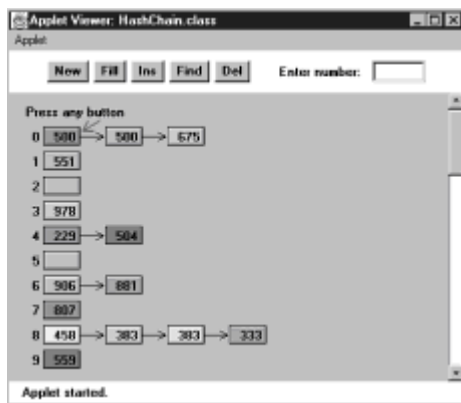 Applet Viewer: HashChain.class
Applet
New Fill Ins Find Del Enter number:
Press any button
0 500 500 675
1 551
2
3 978
4 229 504
5
6 906 881
7 807
8 458 383 383 333
9 559
Applet started.